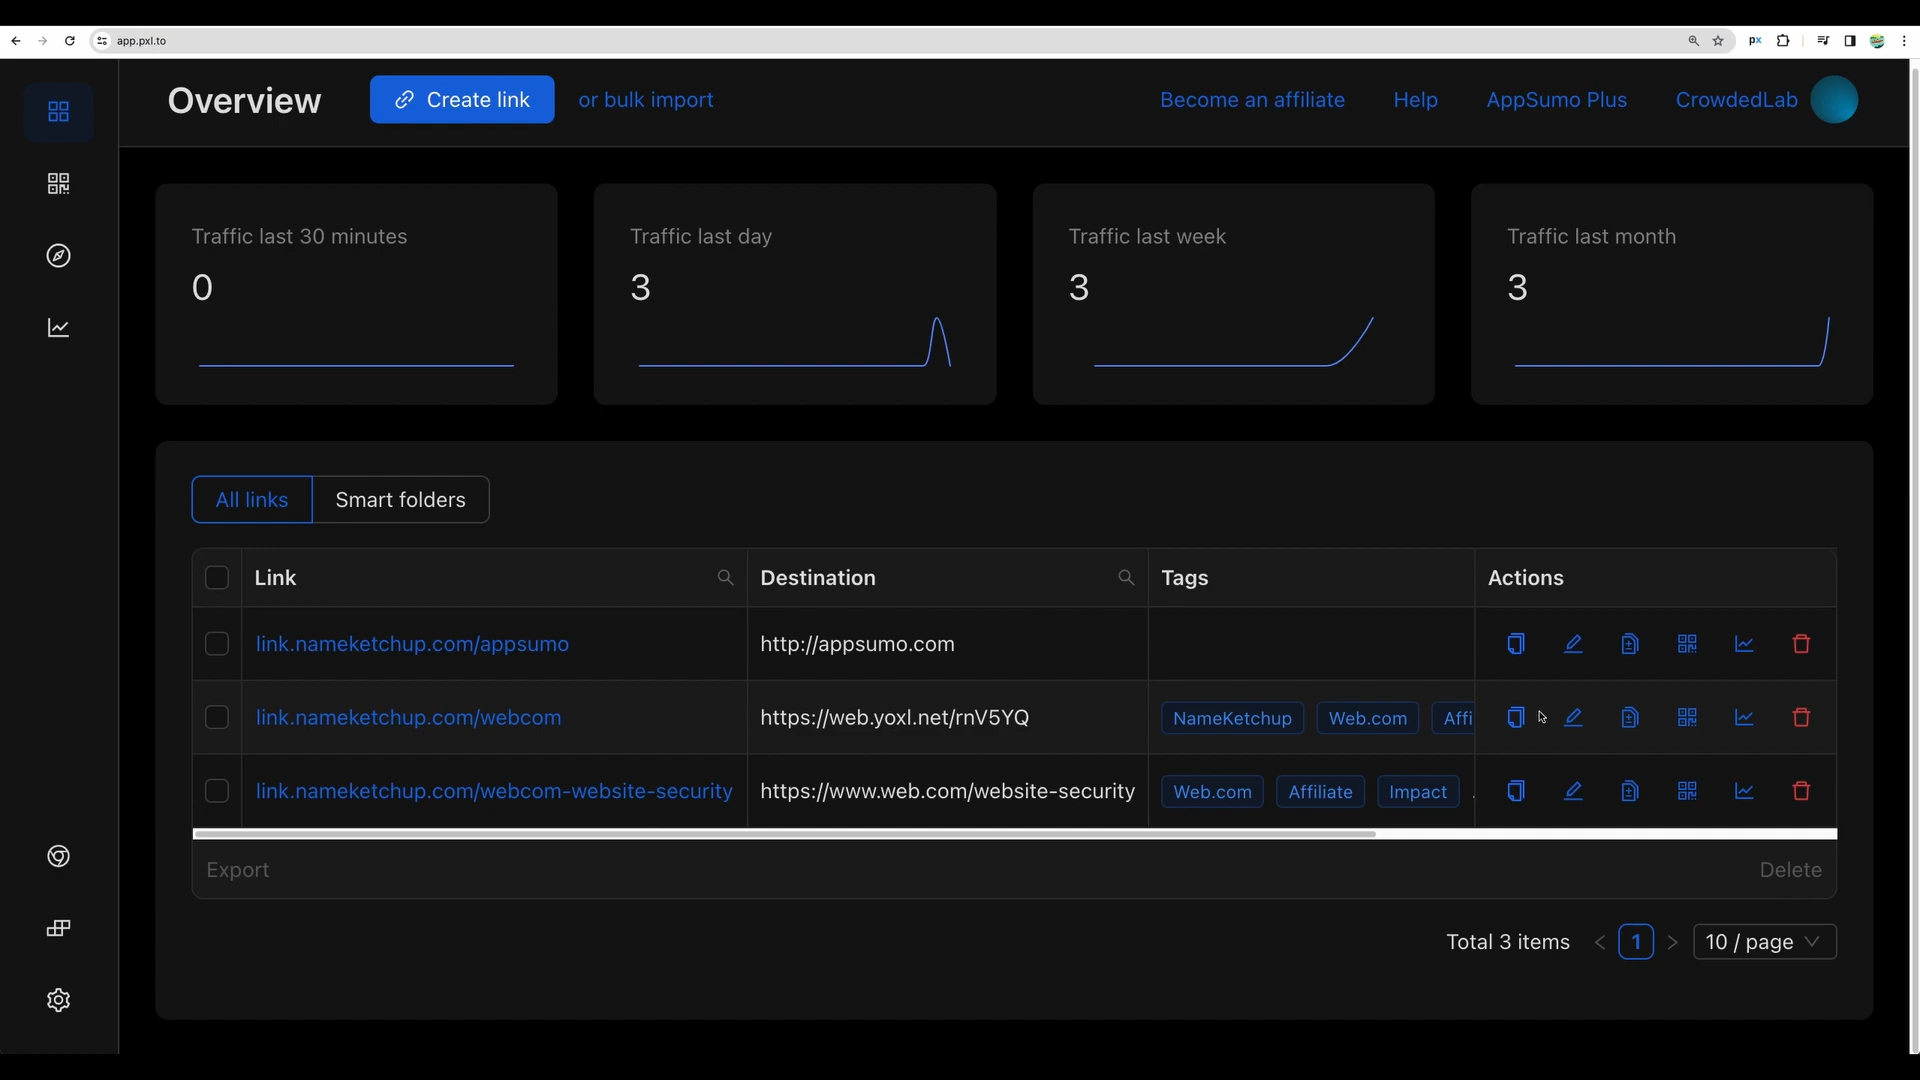 app.pxl.to
px
Overview
Create link
or bulk import
Become an affiliate
Help
AppSumo Plus
CrowdedLab
Traffic last 30 minutes
0
Traffic last day
3
Traffic last week
3
Traffic last month
3
All links
Smart folders
Link
Destination
Tags
Actions
link.nameketchup.com/appsumo
http://appsumo.com
link.nameketchup.com/webcom
https://web.yoxl.net/rnV5YQ
NameKetchup
Web.com
Affi
link.nameketchup.com/webcom-website-security
https://www.web.com/website-security
Web.com
Affiliate
Impact
Export
Delete
Total 3 items
1
10 / page